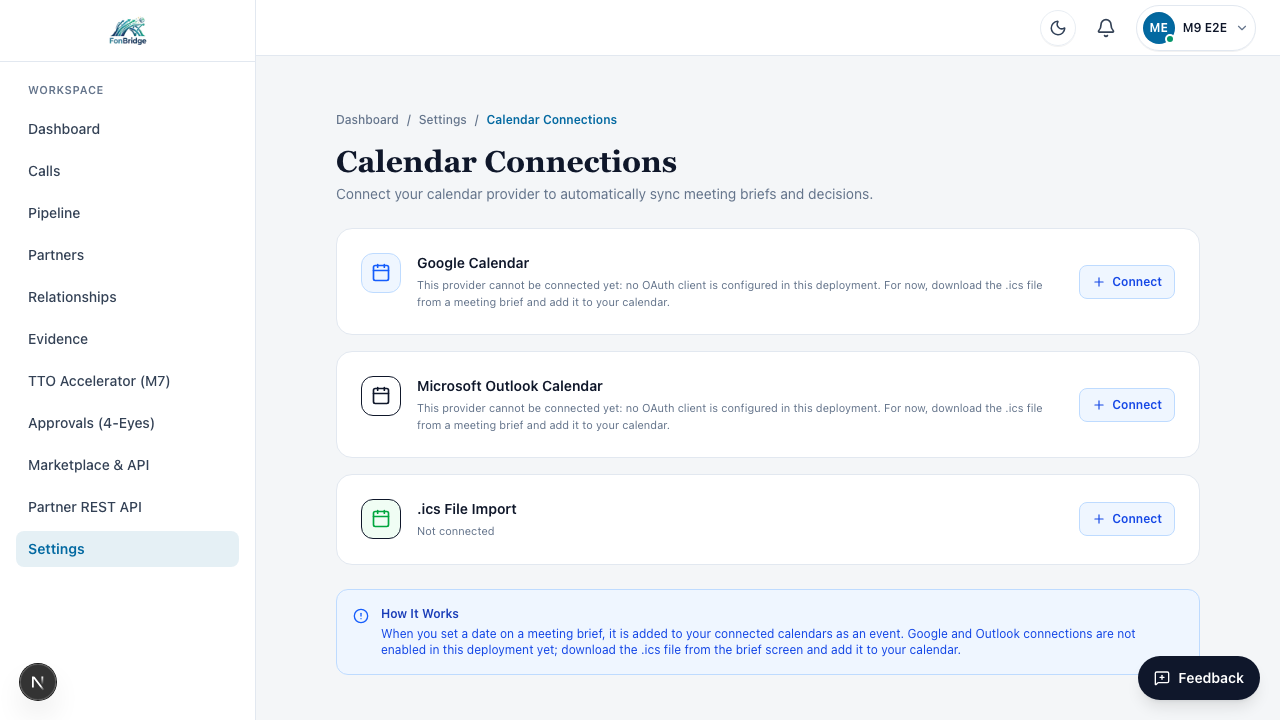 FonBridge
ME
M9 E2E
WORKSPACE
Dashboard
Calls
Pipeline
Partners
Relationships
Evidence
TTO Accelerator (M7)
Approvals (4-Eyes)
Marketplace & API
Partner REST API
Settings
Dashboard / Settings / Calendar Connections
Calendar Connections
Connect your calendar provider to automatically sync meeting briefs and decisions.
Google Calendar
This provider cannot be connected yet: no OAuth client is configured in this deployment. For now, download the .ics file
from a meeting brief and add it to your calendar.
Connect
Microsoft Outlook Calendar
This provider cannot be connected yet: no OAuth client is configured in this deployment. For now, download the .ics file
from a meeting brief and add it to your calendar.
Connect
.ics File Import
Not connected
Connect
How It Works
When you set a date on a meeting brief, it is added to your connected calendars as an event. Google and Outlook connections are not
enabled in this deployment yet; download the .ics file from the brief screen and add it to your calendar.
N
Feedback